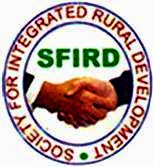 SOCIETY FOR INTEGRATED RURAL DEVELOPMENT
SFIRD